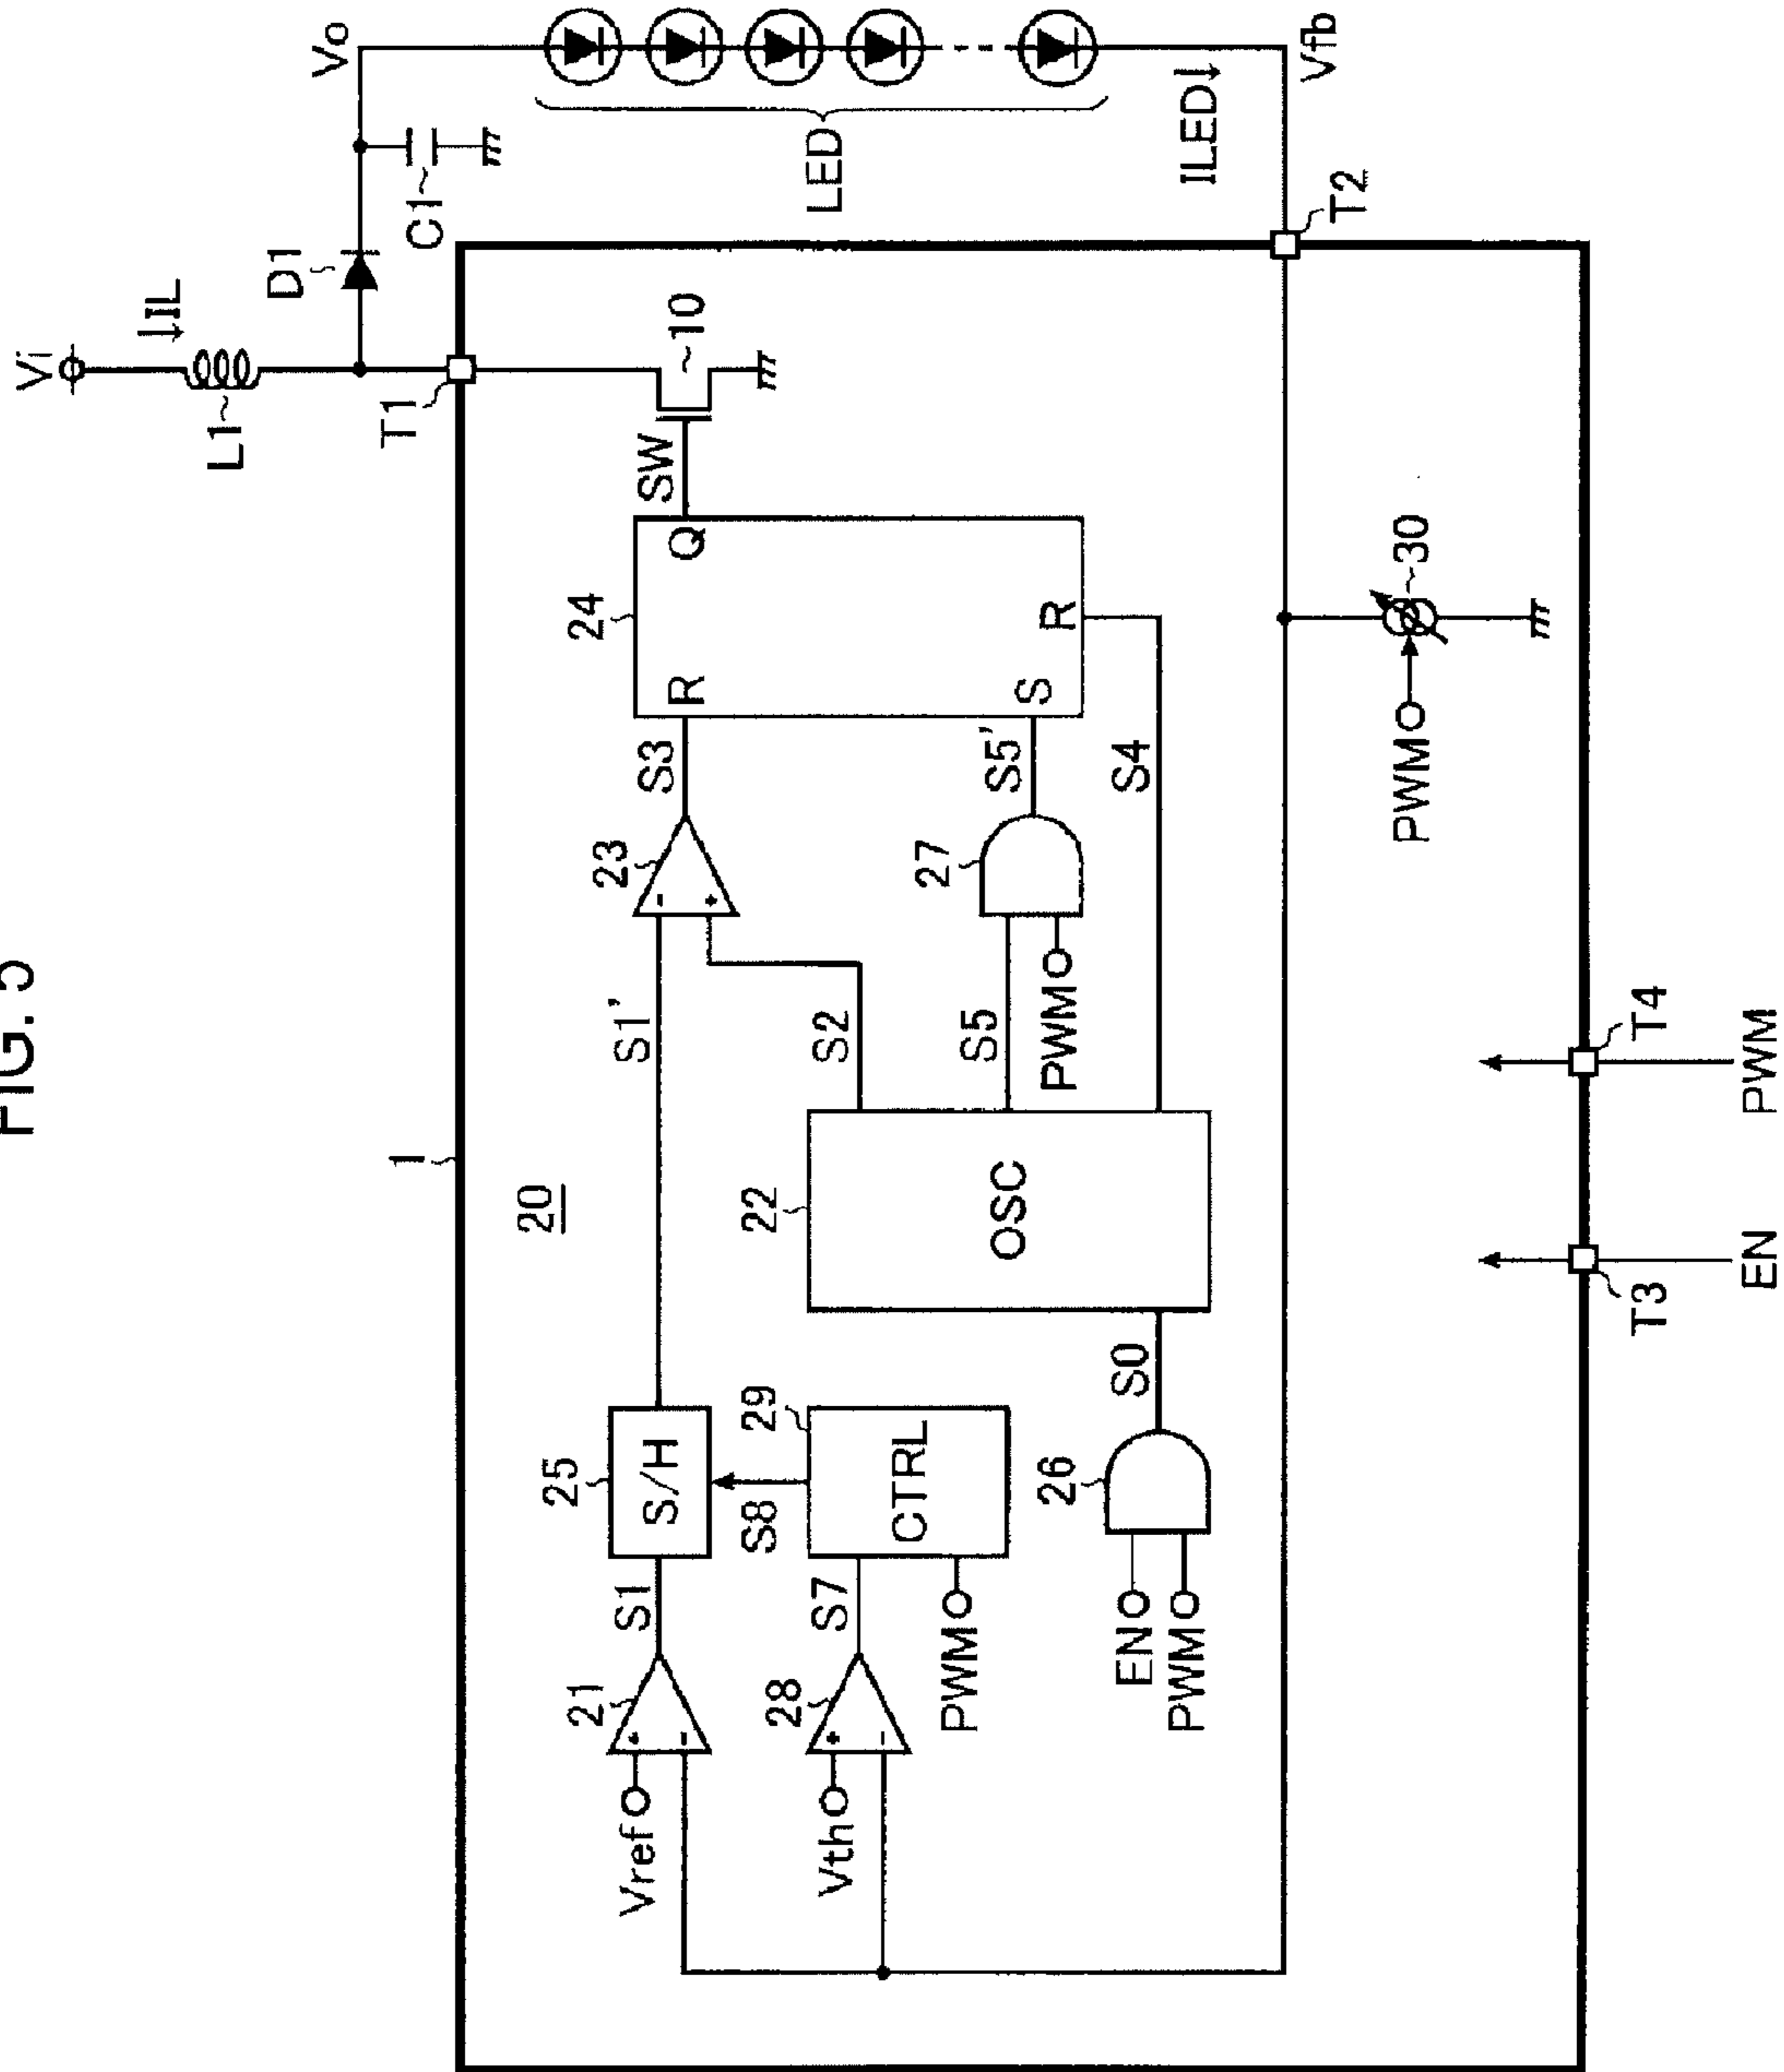 FIG. 5
Vi
IL
L1
D1
Vo
C1
LED
ILED
Vfb
T1
T2
1
20
10
SW
24
R
Q
S
R
S3
S5'
S4
23
-
+
27
PWM
S1'
S2
S5
22
OSC
S0
25
S/H
S8
29
CTRL
PWM
26
EN
PWM
S1
S7
21
+
-
28
+
-
Vref
Vth
30
PWM
T3
EN
T4
PWM